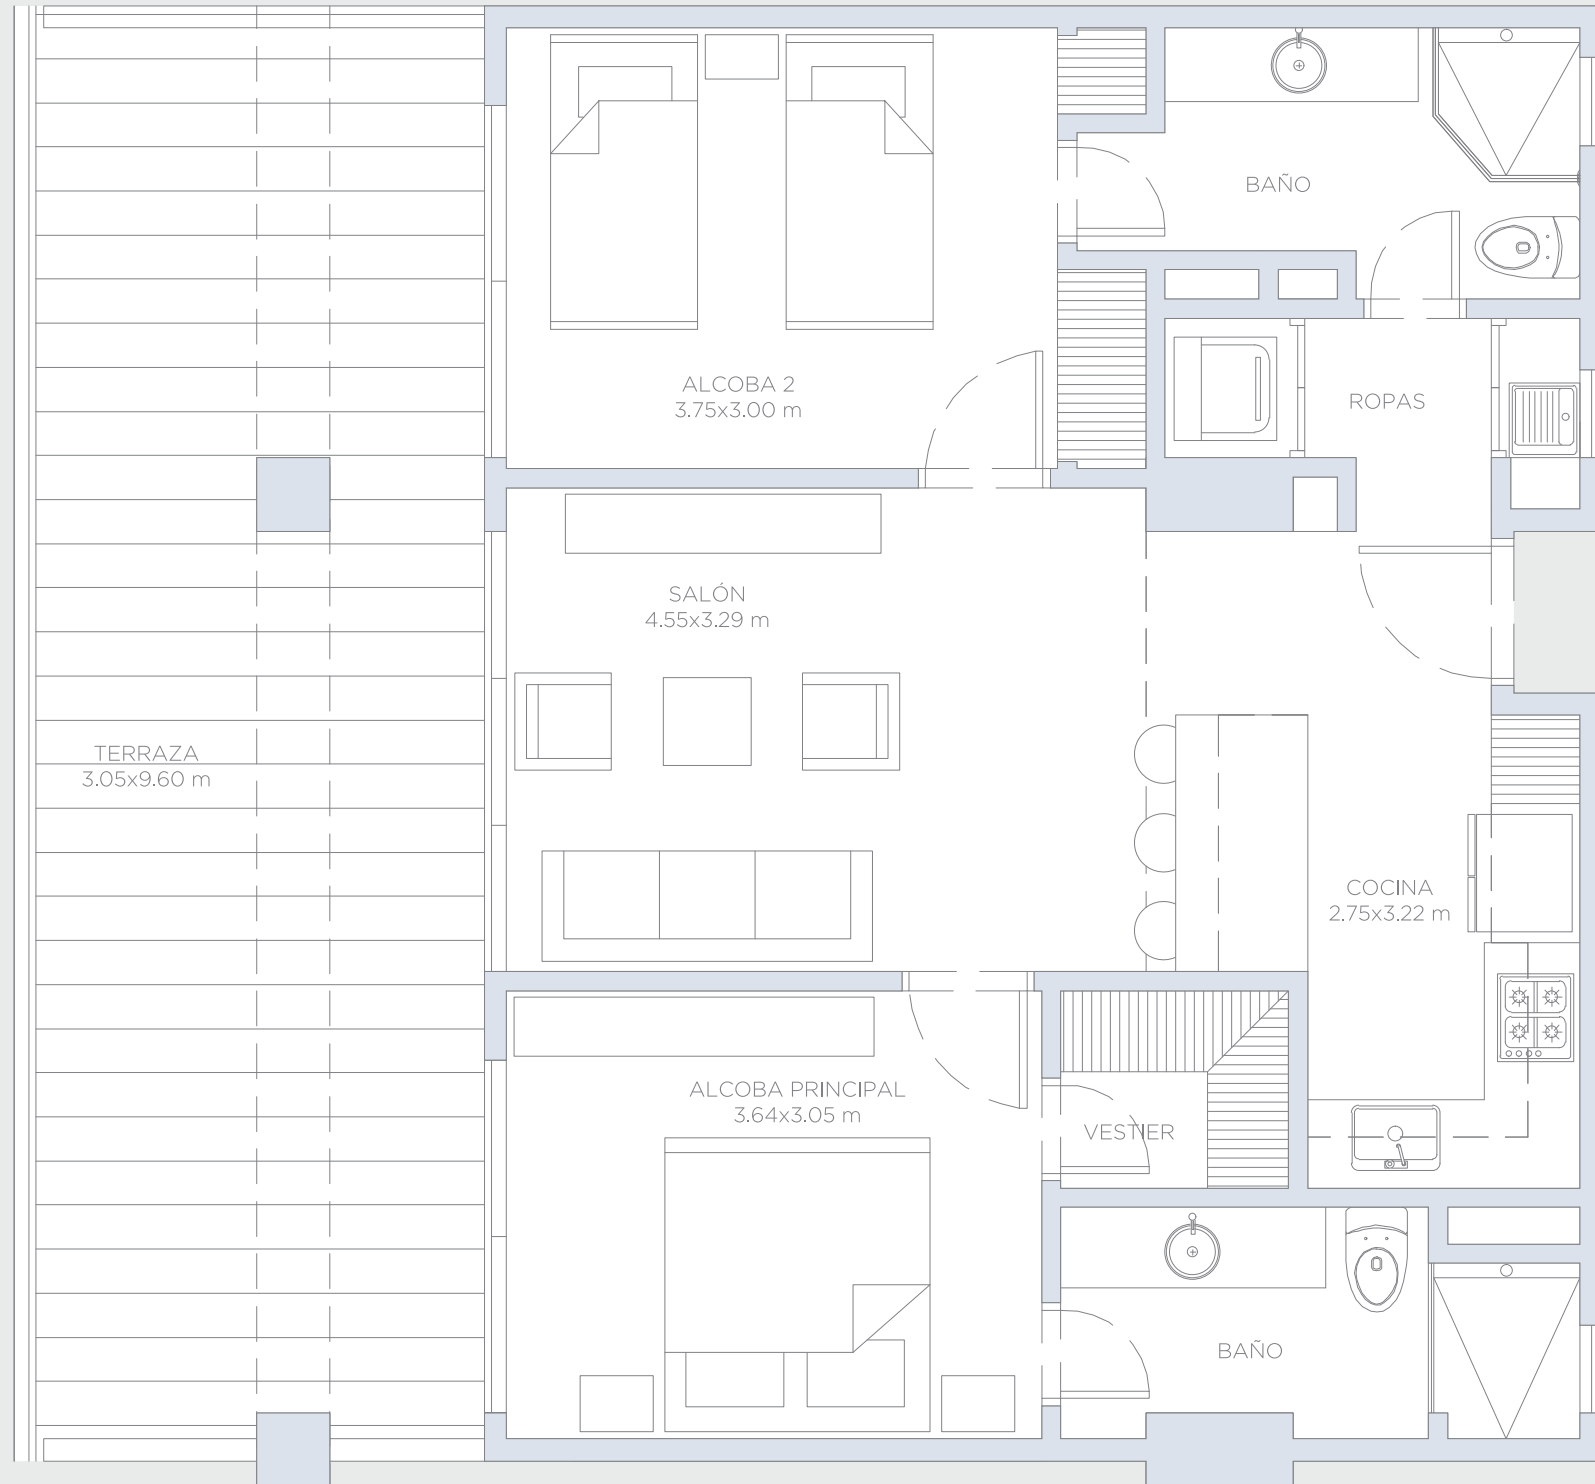 BAÑO
ALCOBA 2
3.75x3.00 m
ROPAS
SALÓN
4.55x3.29 m
TERRAZA
3.05x9.60 m
COCINA
2.75x3.22 m
ALCOBA PRINCIPAL
3.64x3.05 m
VESTIER
BAÑO